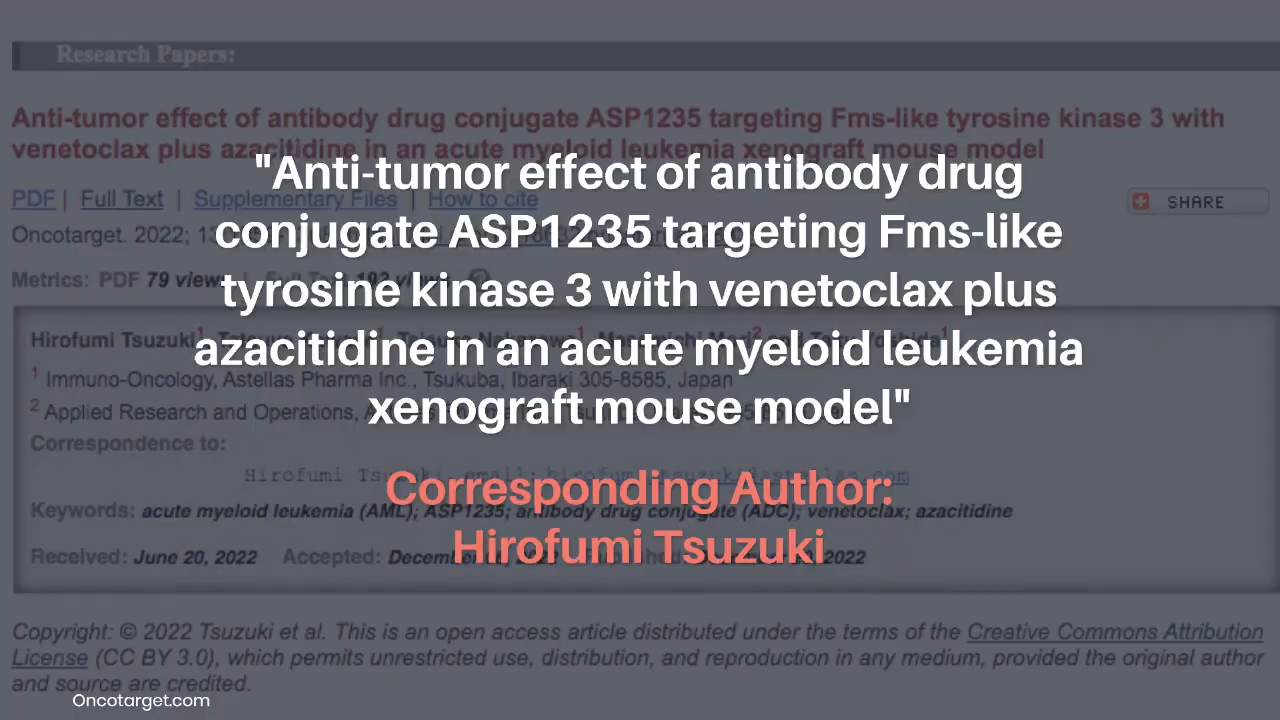 Research Papers:
Anti-tumor effect of antibody drug conjugate ASP1235 targeting Fms-like tyrosine kinase 3 with
venetoclax plus azacitidine in an acute myeloid leukemia xenograft mouse model
"Anti-tumor effect of antibody drug
conjugate ASP1235 targeting Fms-like
tyrosine kinase 3 with venetoclax plus
azacitidine in an acute myeloid leukemia
xenograft mouse model"
Corresponding Author:
Hirofumi Tsuzuki
PDF | Full Text | Supplementary Files | How to cite
SHARE
Oncotarget. 2022;
Metrics: PDF 79 views
Hirofumi Tsuzuki
1 Immuno-Oncology, Astellas Pharma Inc., Tsukuba, Ibaraki 305-8585, Japan
2 Applied Research and Operations,
Correspondence to:
Keywords: acute myeloid leukemia (AML); ASP1235; antibody drug conjugate (ADC); venetoclax; azacitidine
Received: June 20, 2022 Accepted: 2022
Copyright: © 2022 Tsuzuki et al. This is an open access article distributed under the terms of the Creative Commons Attribution
License (CC BY 3.0), which permits unrestricted use, distribution, and reproduction in any medium, provided the original author
and source are credited.
Oncotarget.com